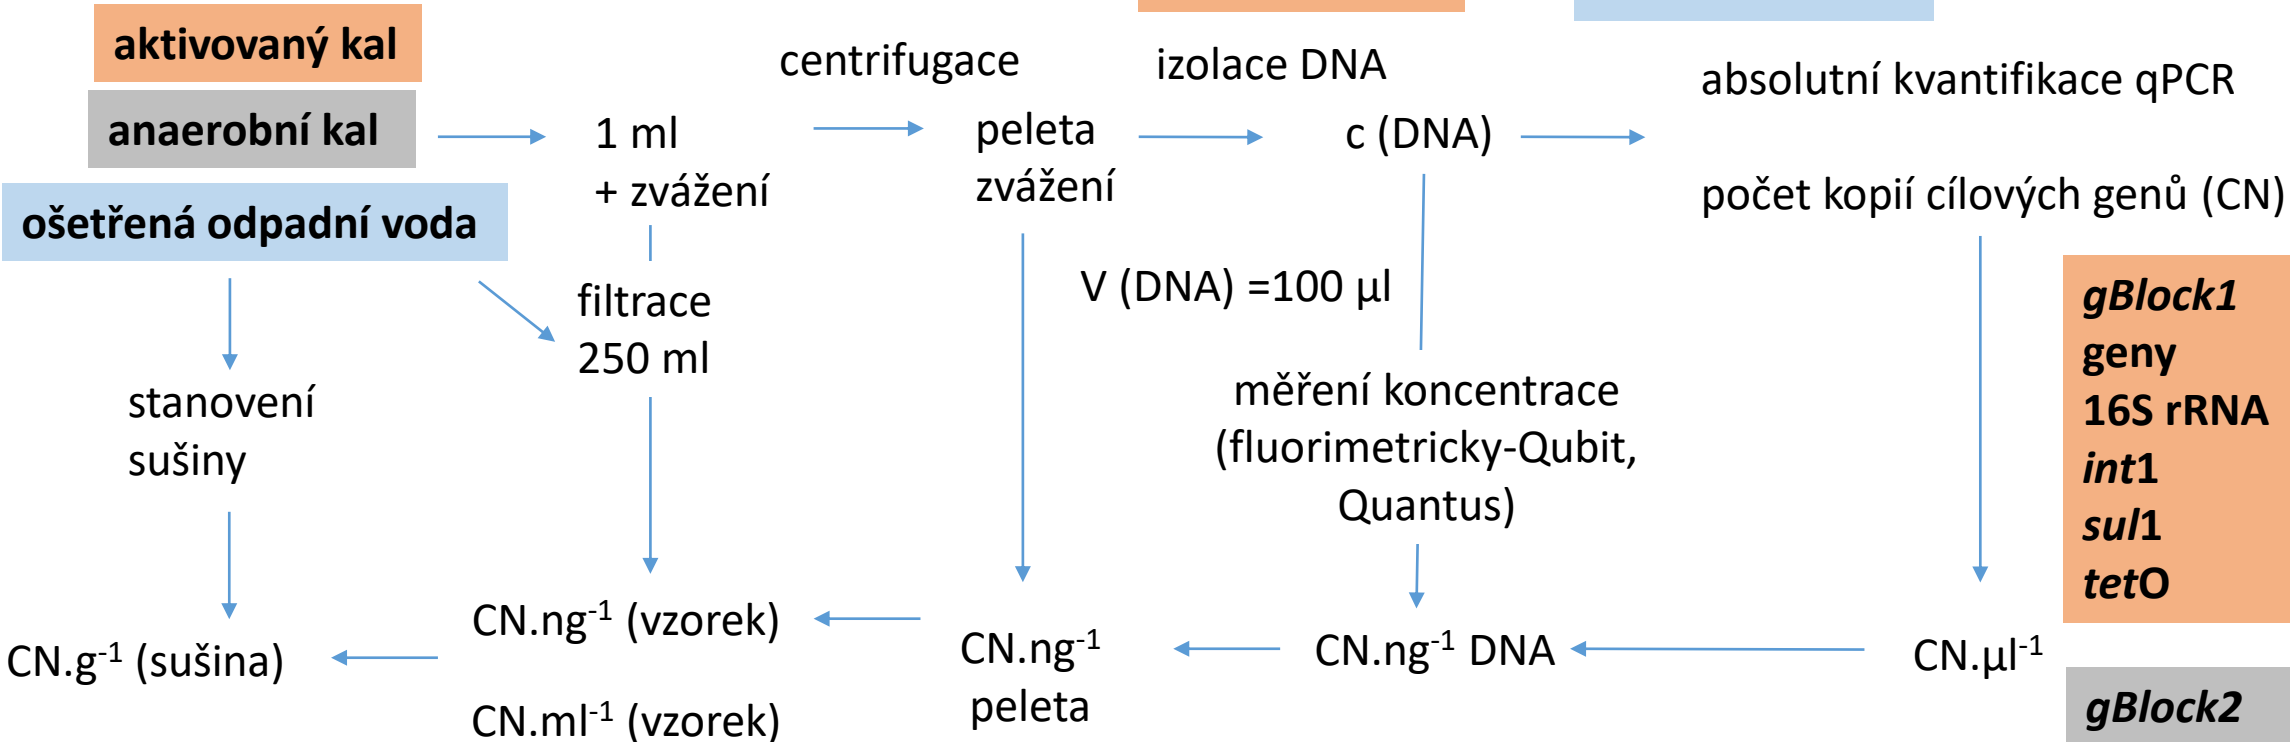 aktivovaný kal
anaerobní kal
ošetřená odpadní voda
1 ml
+ zvážení
centrifugace
peleta
zvážení
izolace DNA
c (DNA)
absolutní kvantifikace qPCR
počet kopií cílových genů (CN)
filtrace
250 ml
V (DNA) =100 µl
stanovení
sušiny
měření koncentrace
(fluorimetricky-Qubit,
Quantus)
gBlock1
geny
16S rRNA
int1
sul1
tetO
CN.g⁻¹ (sušina)
CN.ng⁻¹ (vzorek)
CN.ml⁻¹ (vzorek)
CN.ng⁻¹
peleta
CN.ng⁻¹ DNA
CN.µl⁻¹
gBlock2